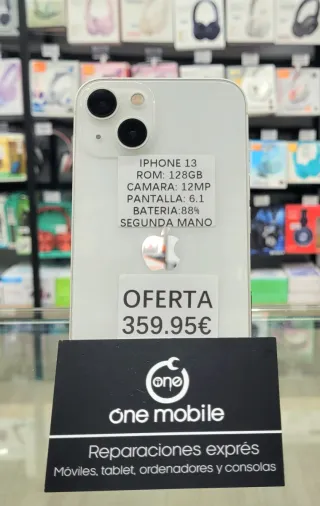 IPHONE 13
ROM: 128GB
CAMARA: 12MP
PANTALLA: 6.1
BATERIA:88%
SEGUNDA MANO
OFERTA
359.95€
one
óne mobile
Reparaciones exprés
Móviles, tablet, ordenadores y consolas